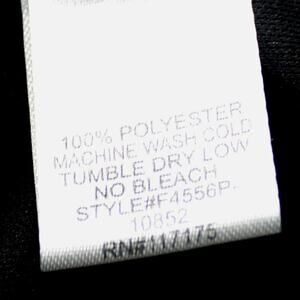 100% POLYESTER
MACHINE WASH COLD
TUMBLE DRY LOW
NO BLEACH
STYLE#F4556P
10852
RN#117175